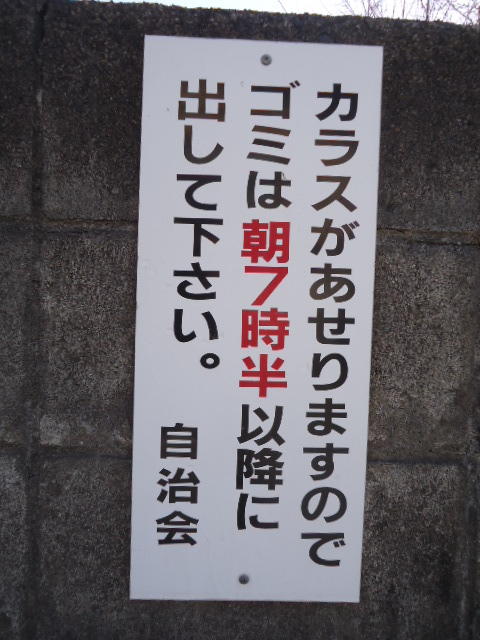 カラスがあせりますので
ゴミは朝7時半以降に
出して下さい。
自治会